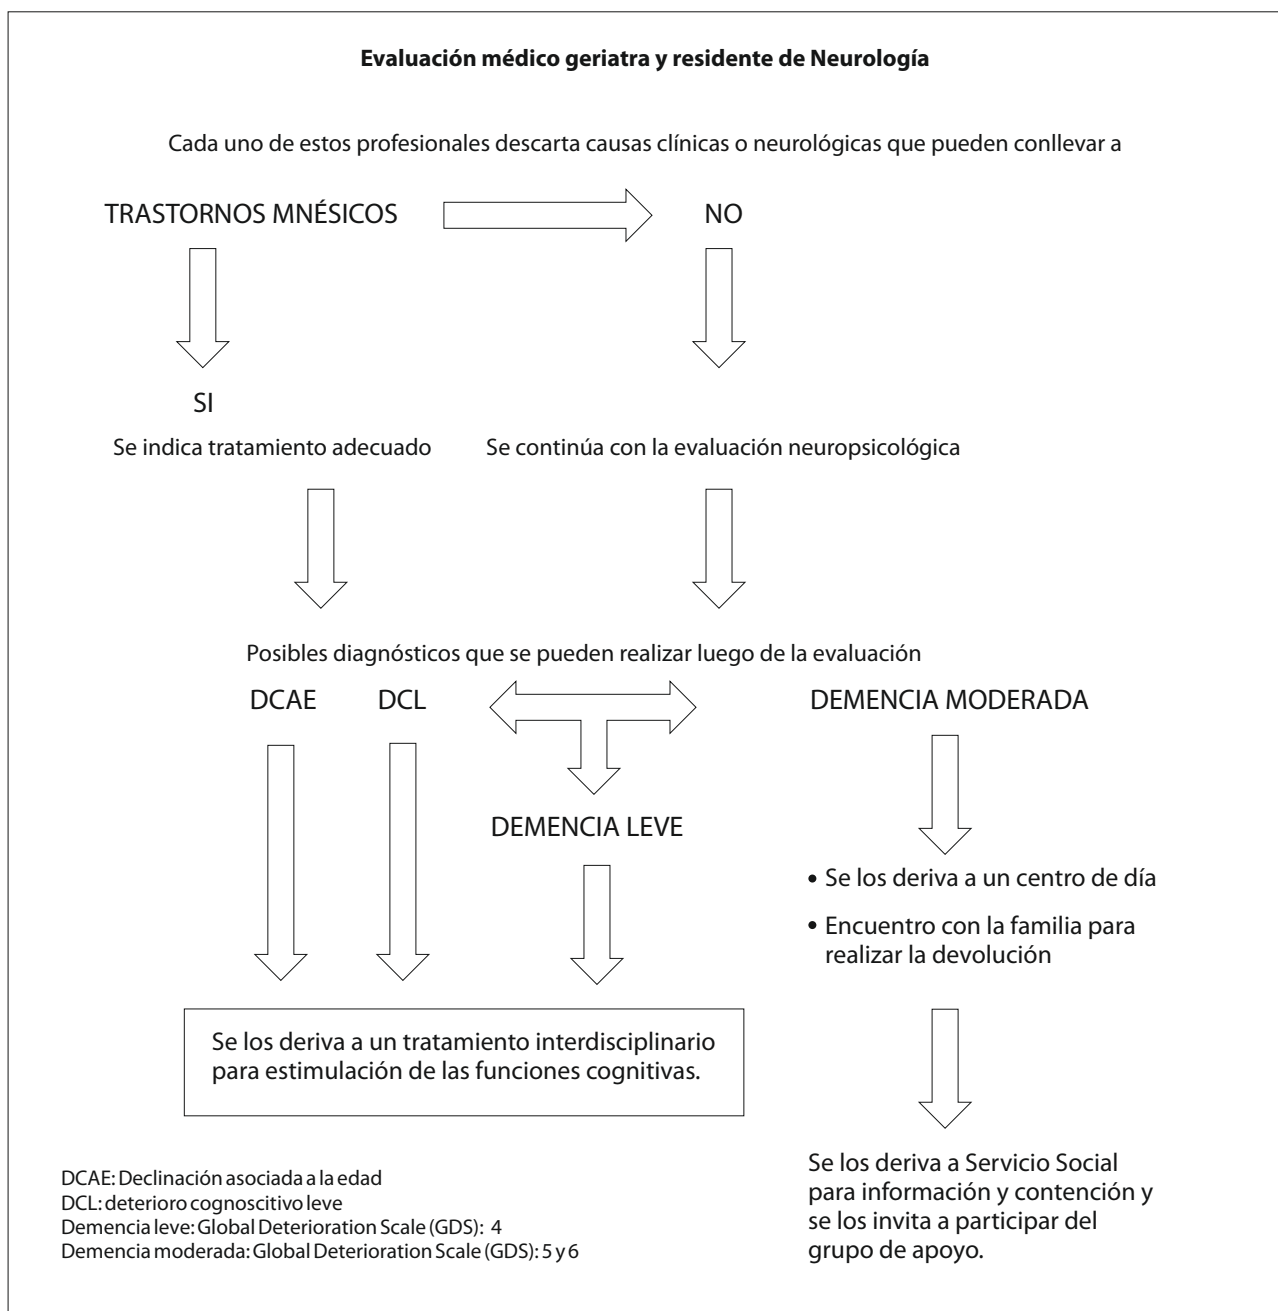 Evaluación médico geriatra y residente de Neurología
Cada uno de estos profesionales descarta causas clínicas o neurológicas que pueden conllevar a
TRASTORNOS MNÉSICOS
NO
SI
Se indica tratamiento adecuado
Se continúa con la evaluación neuropsicológica
Posibles diagnósticos que se pueden realizar luego de la evaluación
DCAE
DCL
DEMENCIA MODERADA
DEMENCIA LEVE
• Se los deriva a un centro de día
• Encuentro con la familia para
realizar la devolución
Se los deriva a un tratamiento interdisciplinario
para estimulación de las funciones cognitivas.
Se los deriva a Servicio Social
para información y contención y
se los invita a participar del
grupo de apoyo.
DCAE: Declinación asociada a la edad
DCL: deterioro cognoscitivo leve
Demencia leve: Global Deterioration Scale (GDS): 4
Demencia moderada: Global Deterioration Scale (GDS): 5 y 6